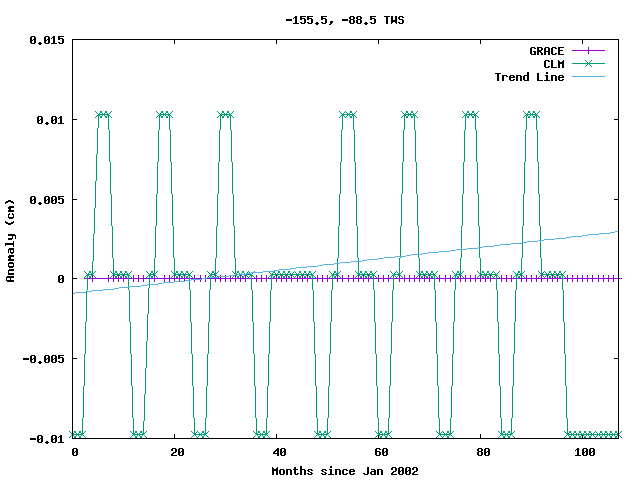 -155.5, -88.5 TWS
GRACE
CLM
Trend Line
0.015
0.01
0.005
0
-0.005
-0.01
Anomaly (cm)
0 20 40 60 80 100
Months since Jan 2002